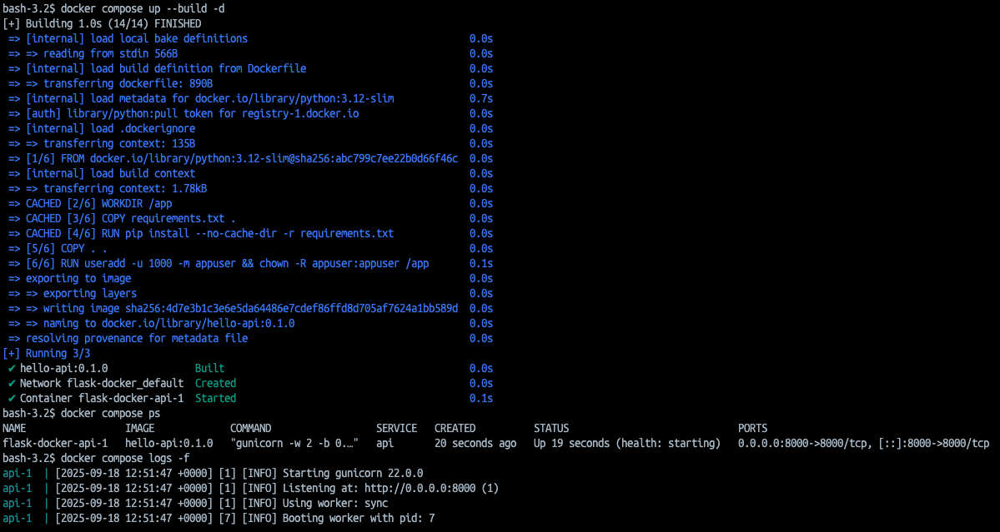 bash-3.2$ docker compose up --build -d
[+] Building 1.0s (14/14) FINISHED
=> [internal] load local bake definitions 0.0s
=> => reading from stdin 566B 0.0s
=> [internal] load build definition from Dockerfile 0.0s
=> => transferring dockerfile: 890B 0.0s
=> [internal] load metadata for docker.io/library/python:3.12-slim 0.7s
=> [auth] library/python:pull token for registry-1.docker.io 0.0s
=> [internal] load .dockerignore 0.0s
=> => transferring context: 135B 0.0s
=> [1/6] FROM docker.io/library/python:3.12-slim@sha256:abc799c7ee22b0d66f46c 0.0s
=> [internal] load build context 0.0s
=> => transferring context: 1.78kB 0.0s
=> CACHED [2/6] WORKDIR /app 0.0s
=> CACHED [3/6] COPY requirements.txt . 0.0s
=> CACHED [4/6] RUN pip install --no-cache-dir -r requirements.txt 0.0s
=> [5/6] COPY . . 0.0s
=> [6/6] RUN useradd -u 1000 -m appuser && chown -R appuser:appuser /app 0.1s
=> exporting to image 0.0s
=> => exporting layers 0.0s
=> => writing image sha256:4d7e3b1c3e6e5da64486e7cdef86ffd8d705af7624a1bb589d 0.0s
=> => naming to docker.io/library/hello-api:0.1.0 0.0s
=> resolving provenance for metadata file 0.0s
[+] Running 3/3
✔ hello-api:0.1.0 Built 0.0s
✔ Network flask-docker_default Created 0.0s
✔ Container flask-docker-api-1 Started 0.1s
bash-3.2$ docker compose ps
NAME IMAGE COMMAND SERVICE CREATED STATUS PORTS
flask-docker-api-1 hello-api:0.1.0 "gunicorn -w 2 -b 0.…" api 20 seconds ago Up 19 seconds (health: starting) 0.0.0.0:8000->8000/tcp, [::]:8000->8000/tcp
bash-3.2$ docker compose logs -f
api-1 | [2025-09-18 12:51:47 +0000] [1] [INFO] Starting gunicorn 22.0.0
api-1 | [2025-09-18 12:51:47 +0000] [1] [INFO] Listening at: http://0.0.0.0:8000 (1)
api-1 | [2025-09-18 12:51:47 +0000] [1] [INFO] Using worker: sync
api-1 | [2025-09-18 12:51:47 +0000] [7] [INFO] Booting worker with pid: 7